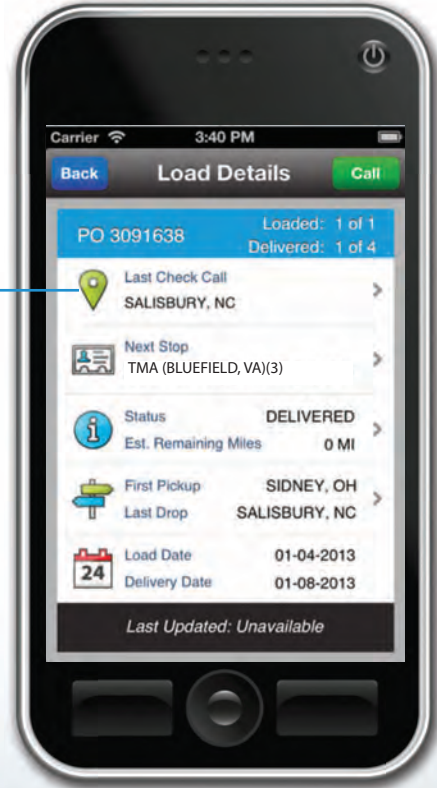 Carrier 3:40 PM
Back Load Details Call
PO 3091638 Loaded: 1 of 1
Delivered: 1 of 4
Last Check Call
SALISBURY, NC
Next Stop
TMA (BLUEFIELD, VA)(3)
Status DELIVERED
Est. Remaining Miles 0 MI
First Pickup SIDNEY, OH
Last Drop SALISBURY, NC
24 Load Date 01-04-2013
Delivery Date 01-08-2013
Last Updated: Unavailable